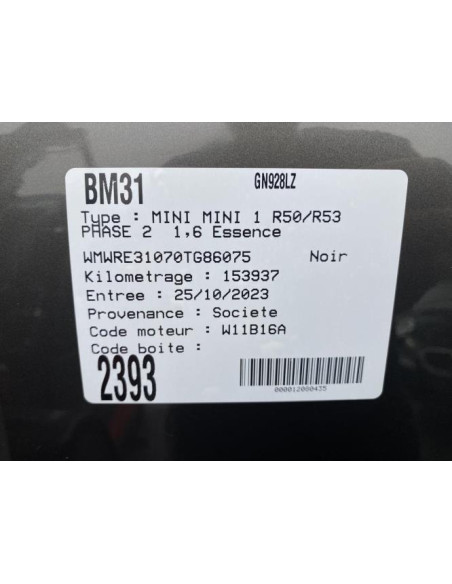 BM31 GN928LZ
Type : MINI MINI 1 R50/R53
PHASE 2 1,6 Essence
WMWRE31070TG86075 Noir
Kilometrage : 153937
Entree : 25/10/2023
Provenance : Societe
Code moteur : W11B16A
Code boite :
2393
000012000435